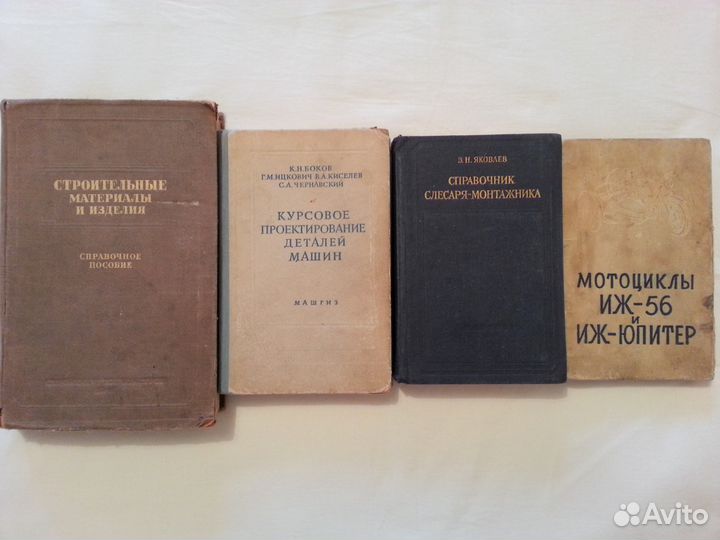 СТРОИТЕЛЬНЫЕ
МАТЕРИАЛЫ
И ИЗДЕЛИЯ
СПРАВОЧНОЕ
ПОСОБИЕ
К.Н.БОКОВ
Г.М.ИЦКОВИЧ В.А.КИСЕЛЕВ
С.А.ЧЕРНАВСКИЙ
КУРСОВОЕ
ПРОЕКТИРОВАНИЕ
ДЕТАЛЕЙ
МАШИН
МАШГИЗ
З.Н. ЯКОВЛЕВ
СПРАВОЧНИК
СЛЕСАРЯ-МОНТАЖНИКА
МОТОЦИКЛЫ
ИЖ-56
И
ИЖ-ЮПИТЕР
Avito